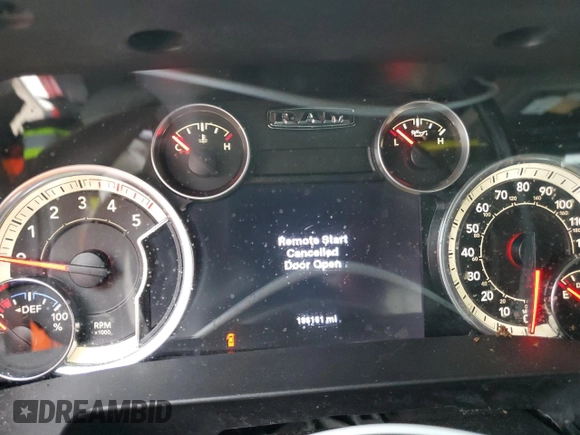 RAM
C H
L H
1 2 3 4 5
RPM
x1000
DEF
100
%
Remote Start
Cancelled
Door Open
mi
10 20 30 40 50 60 70 80 90 100
E
DREAMBID